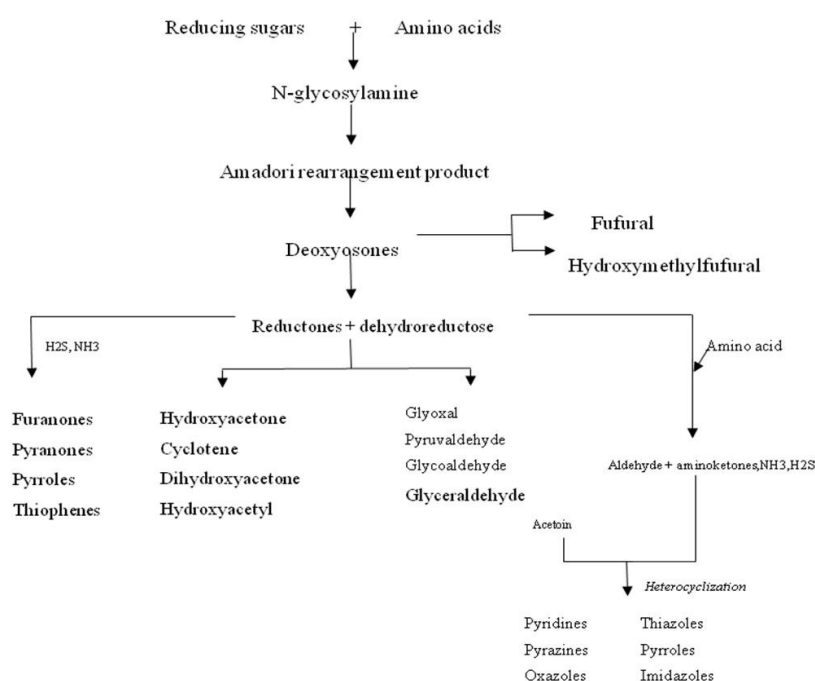 Reducing sugars + Amino acids
N-glycosylamine
Amadori rearrangement product
Deoxyosones
Fufural
Hydroxymethylfufural
Reductones + dehydroreductose
H2S, NH3
Amino acid
Furanones
Pyranones
Pyrroles
Thiophenes
Hydroxyacetone
Cyclotene
Dihydroxyacetone
Hydroxyacetyl
Glyoxal
Pyruvaldehyde
Glycoaldehyde
Glyceraldehyde
Aldehyde + aminoketones,NH3,H2S
Acetoin
Heterocyclization
Pyridines Thiazoles
Pyrazines Pyrroles
Oxazoles Imidazoles